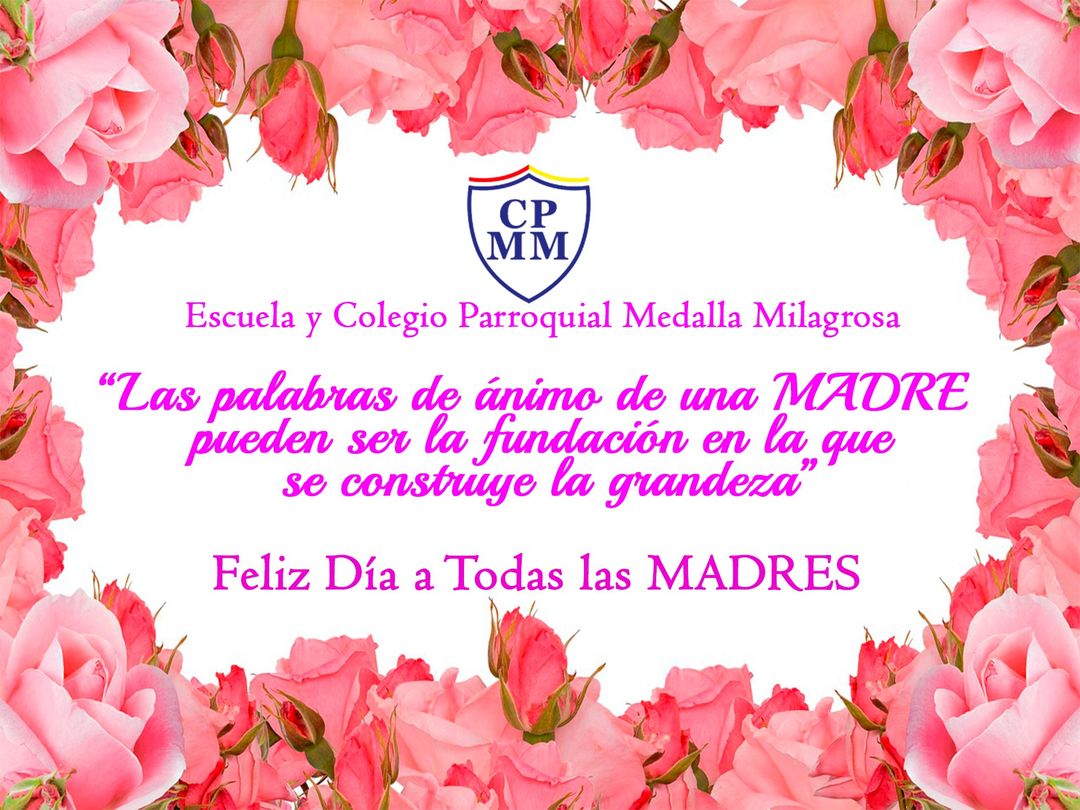 CP
MM
Escuela y Colegio Parroquial Medalla Milagrosa
“Las palabras de ánimo de una MADRE
pueden ser la fundación en la que
se construye la grandeza”
Feliz Día a Todas las MADRES